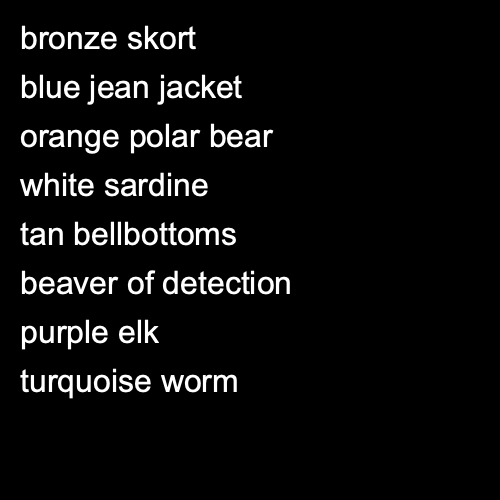 bronze skort
blue jean jacket
orange polar bear
white sardine
tan bellbottoms
beaver of detection
purple elk
turquoise worm